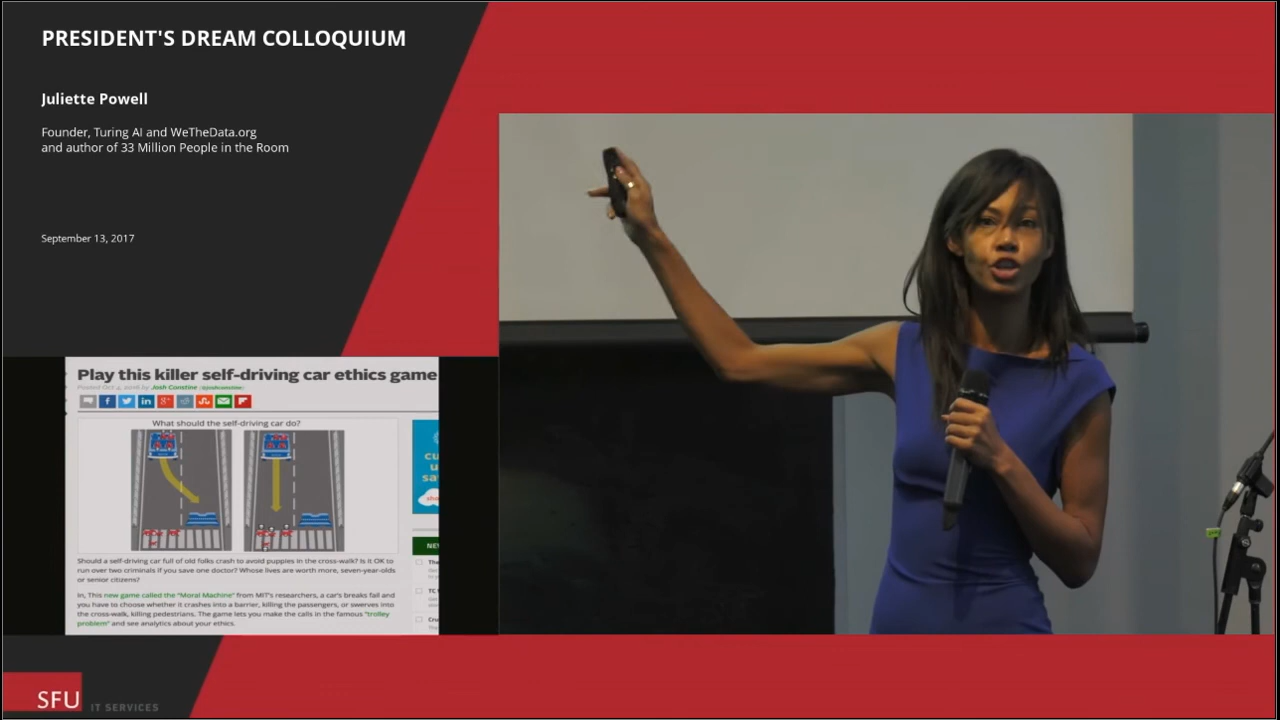 PRESIDENT'S DREAM COLLOQUIUM
Juliette Powell
Founder, Turing AI and WeTheData.org
and author of 33 Million People in the Room
September 13, 2017
Play this killer self-driving car ethics game
Posted Oct 4, 2016 by Josh Constine (@joshconstine)
What should the self-driving car do?
Should a self-driving car full of old folks crash to avoid puppies in the cross-walk? Is it OK to
run over two criminals if you save one doctor? Whose lives are worth more, seven-year-olds
or senior citizens?
In, This new game called the "Moral Machine" from MIT's researchers, a car's breaks fail and
you have to choose whether it crashes into a barrier, killing the passengers, or swerves into
the cross-walk, killing pedestrians. The game lets you make the calls in the famous "trolley
problem" and see analytics about your ethics.
SFU IT SERVICES